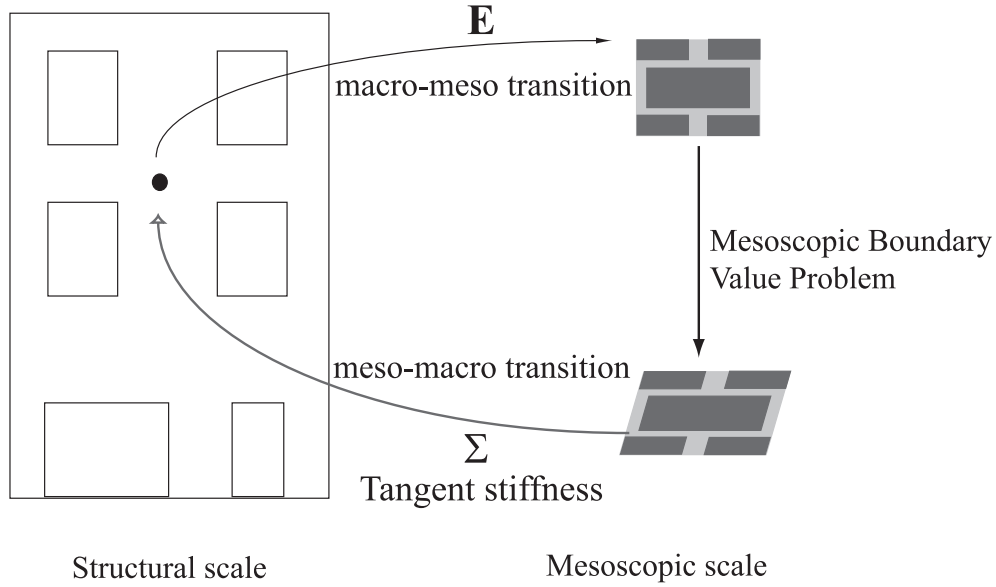 E
macro-meso transition
Mesoscopic Boundary
Value Problem
meso-macro transition
Σ
Tangent stiffness
Structural scale
Mesoscopic scale